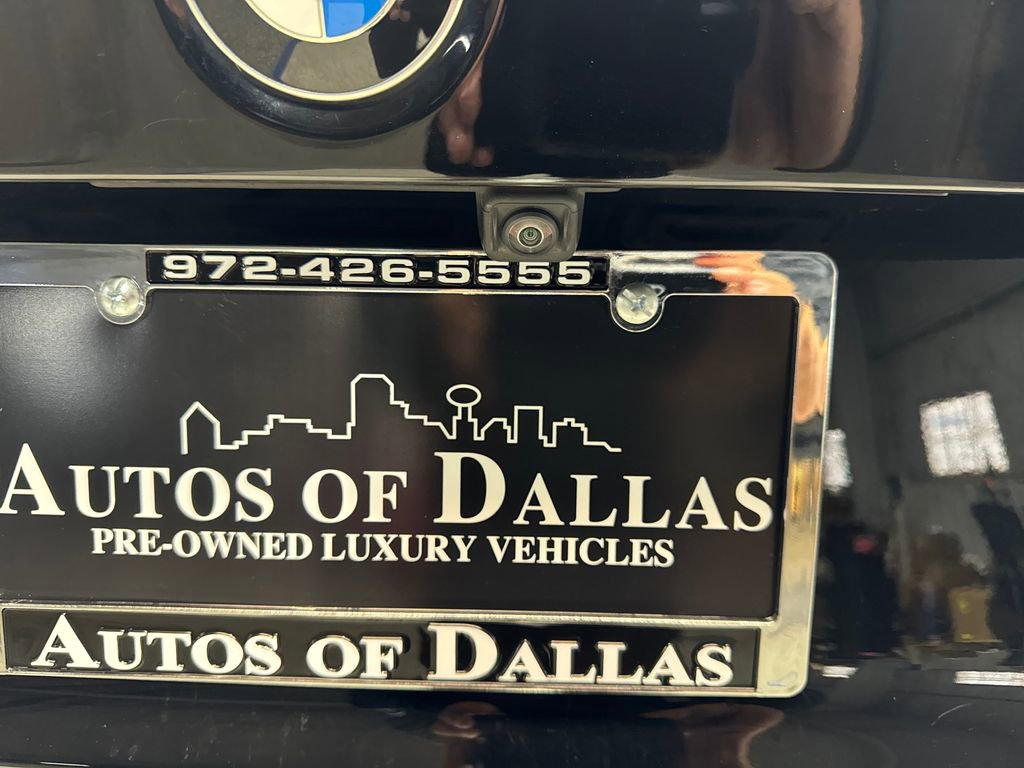 972-426-5555
AUTOS OF DALLAS
PRE-OWNED LUXURY VEHICLES
AUTOS OF DALLAS